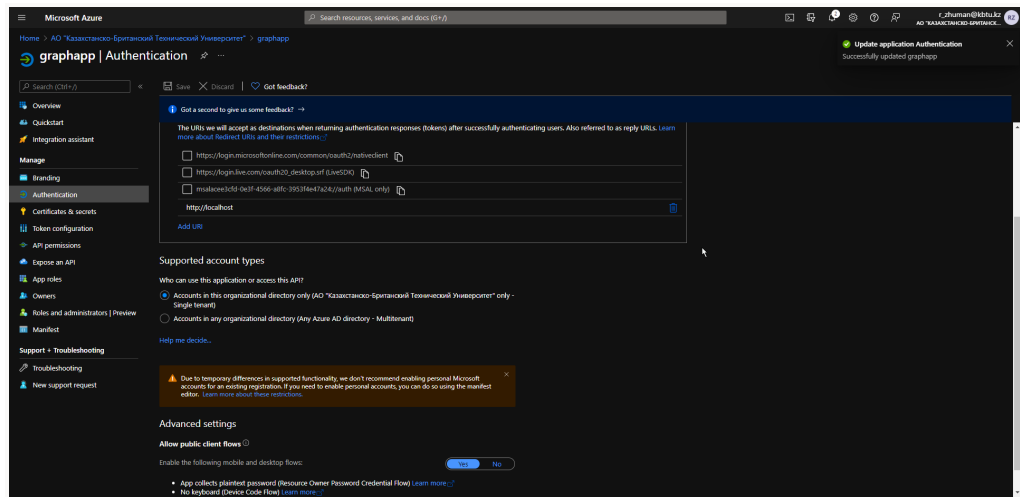 Microsoft Azure
Search resources, services, and docs (G+/)
r_zhuman@kbtu.kz
АО "КАЗАХСТАНСКО-БРИТАНСК...
RZ
Home > АО "Казахстанско-Британский Технический Университет" > graphapp
graphapp | Authentication
Update application Authentication
Successfully updated graphapp
Search (Ctrl+/)
Save
Discard
Got feedback?
Overview
Quickstart
Integration assistant
Manage
Branding
Authentication
Certificates & secrets
Token configuration
API permissions
Expose an API
App roles
Owners
Roles and administrators | Preview
Manifest
Support + Troubleshooting
Troubleshooting
New support request
Got a second to give us some feedback?
The URIs we will accept as destinations when returning authentication responses (tokens) after successfully authenticating users. Also referred to as reply URLs. Learn
more about Redirect URIs and their restrictions
https://login.microsoftonline.com/common/oauth2/nativeclient
https://login.live.com/oauth20_desktop.srf (LiveSDK)
msalacee3cfd-0e3f-4566-a8fc-3953f4e47a24://auth (MSAL only)
http://localhost
Add URI
Supported account types
Who can use this application or access this API?
Accounts in this organizational directory only (АО "Казахстанско-Британский Технический Университет" only -
Single tenant)
Accounts in any organizational directory (Any Azure AD directory - Multitenant)
Help me decide...
Due to temporary differences in supported functionality, we don't recommend enabling personal Microsoft
accounts for an existing registration. If you need to enable personal accounts, you can do so using the manifest
editor. Learn more about these restrictions.
Advanced settings
Allow public client flows
Enable the following mobile and desktop flows:
Yes
No
• App collects plaintext password (Resource Owner Password Credential Flow) Learn more
• No keyboard (Device Code Flow) Learn more